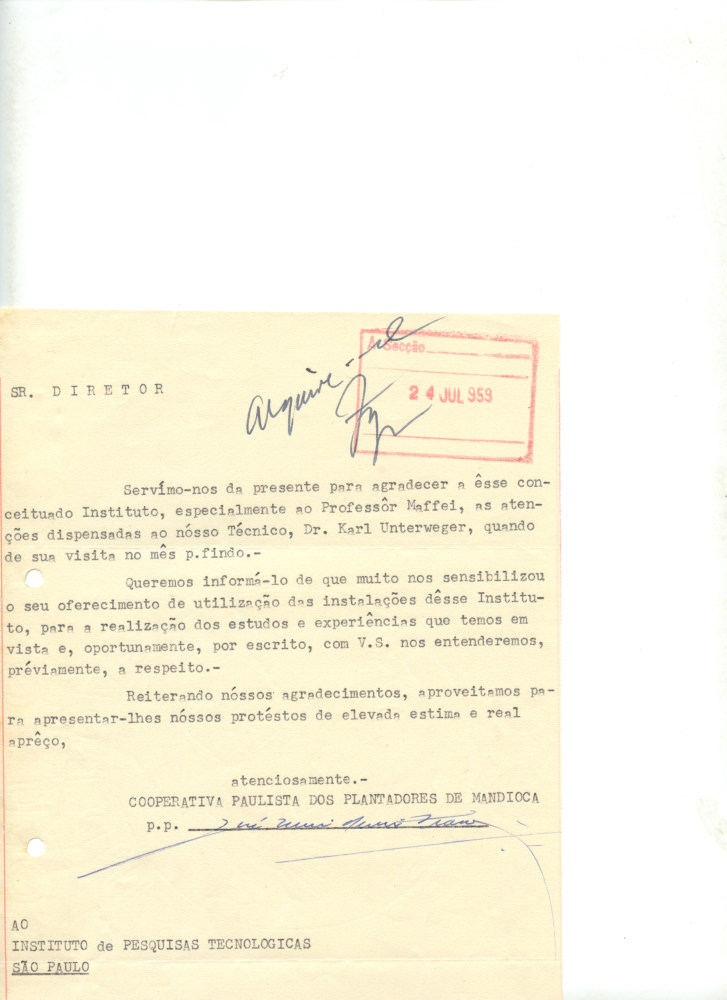 A Secção
Arquive-se
24 JUL 959
SR. D I R E T O R
Servímo-nos da presente para agradecer a êsse con-
ceituado Instituto, especialmente ao Professôr Maffei, as aten-
ções dispensadas ao nósso Técnico, Dr. Karl Unterweger, quando
de sua visita no mês p.findo.-
Queremos informá-lo de que muito nos sensibilizou
o seu oferecimento de utilização das instalações dêsse Institu-
to, para a realização dos estudos e experiências que temos em
vista e, oportunamente, por escrito, com V.S. nos entenderemos,
préviamente, a respeito.-
Reiterando nóssos agradecimentos, aproveitamos pa-
ra apresentar-lhes nóssos protéstos de elevada estima e real
aprêço,
atenciosamente.-
COOPERATIVA PAULISTA DOS PLANTADORES DE MANDIOCA
p.p.
AO
INSTITUTO de PESQUISAS TECNOLOGICAS
SÃO PAULO